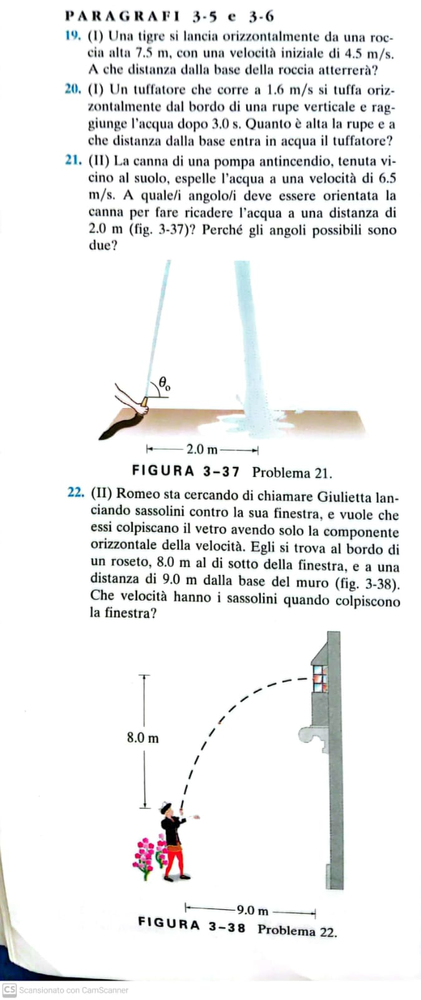 PARAGRAFI 3-5 e 3-6
19. (I) Una tigre si lancia orizzontalmente da una roc-
cia alta 7.5 m, con una velocità iniziale di 4.5 m/s.
A che distanza dalla base della roccia atterrerà?
20. (I) Un tuffatore che corre a 1.6 m/s si tuffa oriz-
zontalmente dal bordo di una rupe verticale e rag-
giunge l'acqua dopo 3.0 s. Quanto è alta la rupe e a
che distanza dalla base entra in acqua il tuffatore?
21. (II) La canna di una pompa antincendio, tenuta vi-
cino al suolo, espelle l'acqua a una velocità di 6.5
m/s. A quale/i angolo/i deve essere orientata la
canna per fare ricadere l'acqua a una distanza di
2.0 m (fig. 3-37)? Perché gli angoli possibili sono
due?
θ₀
2.0 m
FIGURA 3-37 Problema 21.
22. (II) Romeo sta cercando di chiamare Giulietta lan-
ciando sassolini contro la sua finestra, e vuole che
essi colpiscano il vetro avendo solo la componente
orizzontale della velocità. Egli si trova al bordo di
un roseto, 8.0 m al di sotto della finestra, e a una
distanza di 9.0 m dalla base del muro (fig. 3-38).
Che velocità hanno i sassolini quando colpiscono
la finestra?
8.0 m
9.0 m
FIGURA 3-38 Problema 22.
CS Scansionato con CamScanner